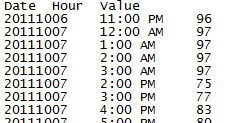 Date Hour Value
20111006 11:00 PM 96
20111007 12:00 AM 97
20111007 1:00 AM 97
20111007 2:00 AM 97
20111007 3:00 AM 97
20111007 2:00 PM 75
20111007 3:00 PM 77
20111007 4:00 PM 83
20111007 5:00 PM 80